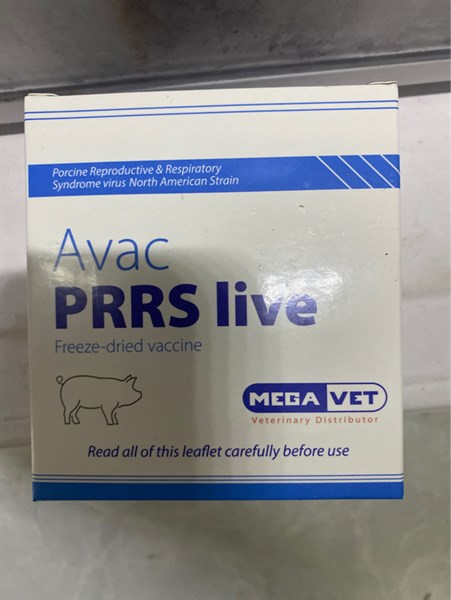 Porcine Reproductive & Respiratory
Syndrome virus North American Strain
Avac
PRRS live
Freeze-dried vaccine
MEGA VET
Veterinary Distributor
Read all of this leaflet carefully before use